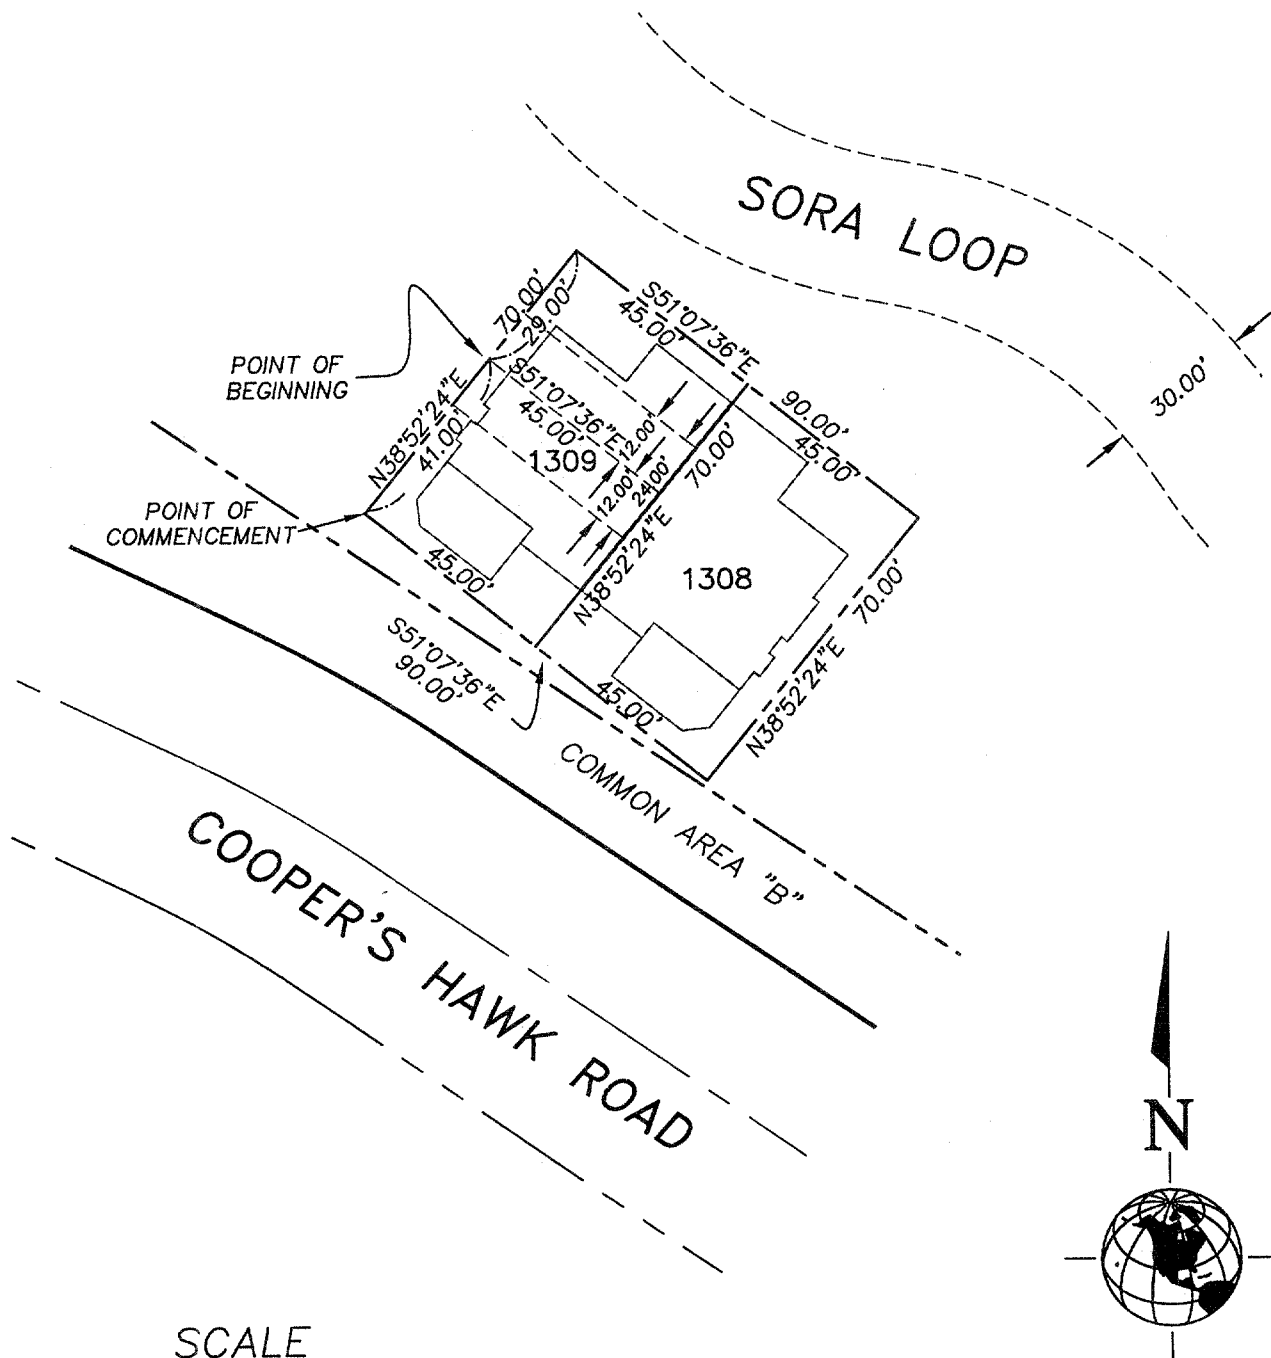 SORA LOOP
30.00'
70.00'
29.00'
S51°07'36"E
45.00'
90.00'
45.00'
POINT OF
BEGINNING
N38°52'24"E
41.00'
S51°07'36"E
45.00'
12.00'
12.00'
24.00'
70.00'
N38°52'24"E
1309
1308
POINT OF
COMMENCEMENT
45.00'
45.00'
N38°52'24"E
70.00'
S51°07'36"E
90.00'
COMMON AREA "B"
COOPER'S HAWK ROAD
N
SCALE